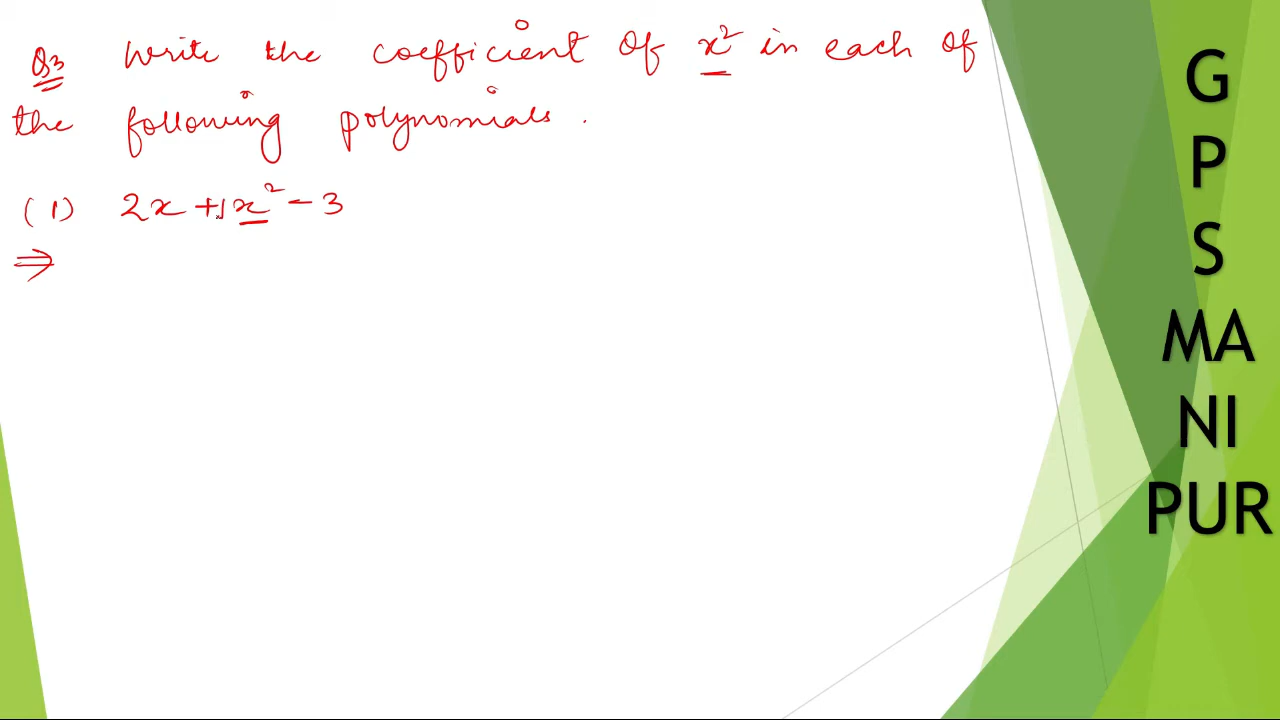 Q3 Write the coefficient of x² in each of
the following polynomials.
(1) 2x + 1x² - 3
⇒
G
P
S
MA
NI
PUR